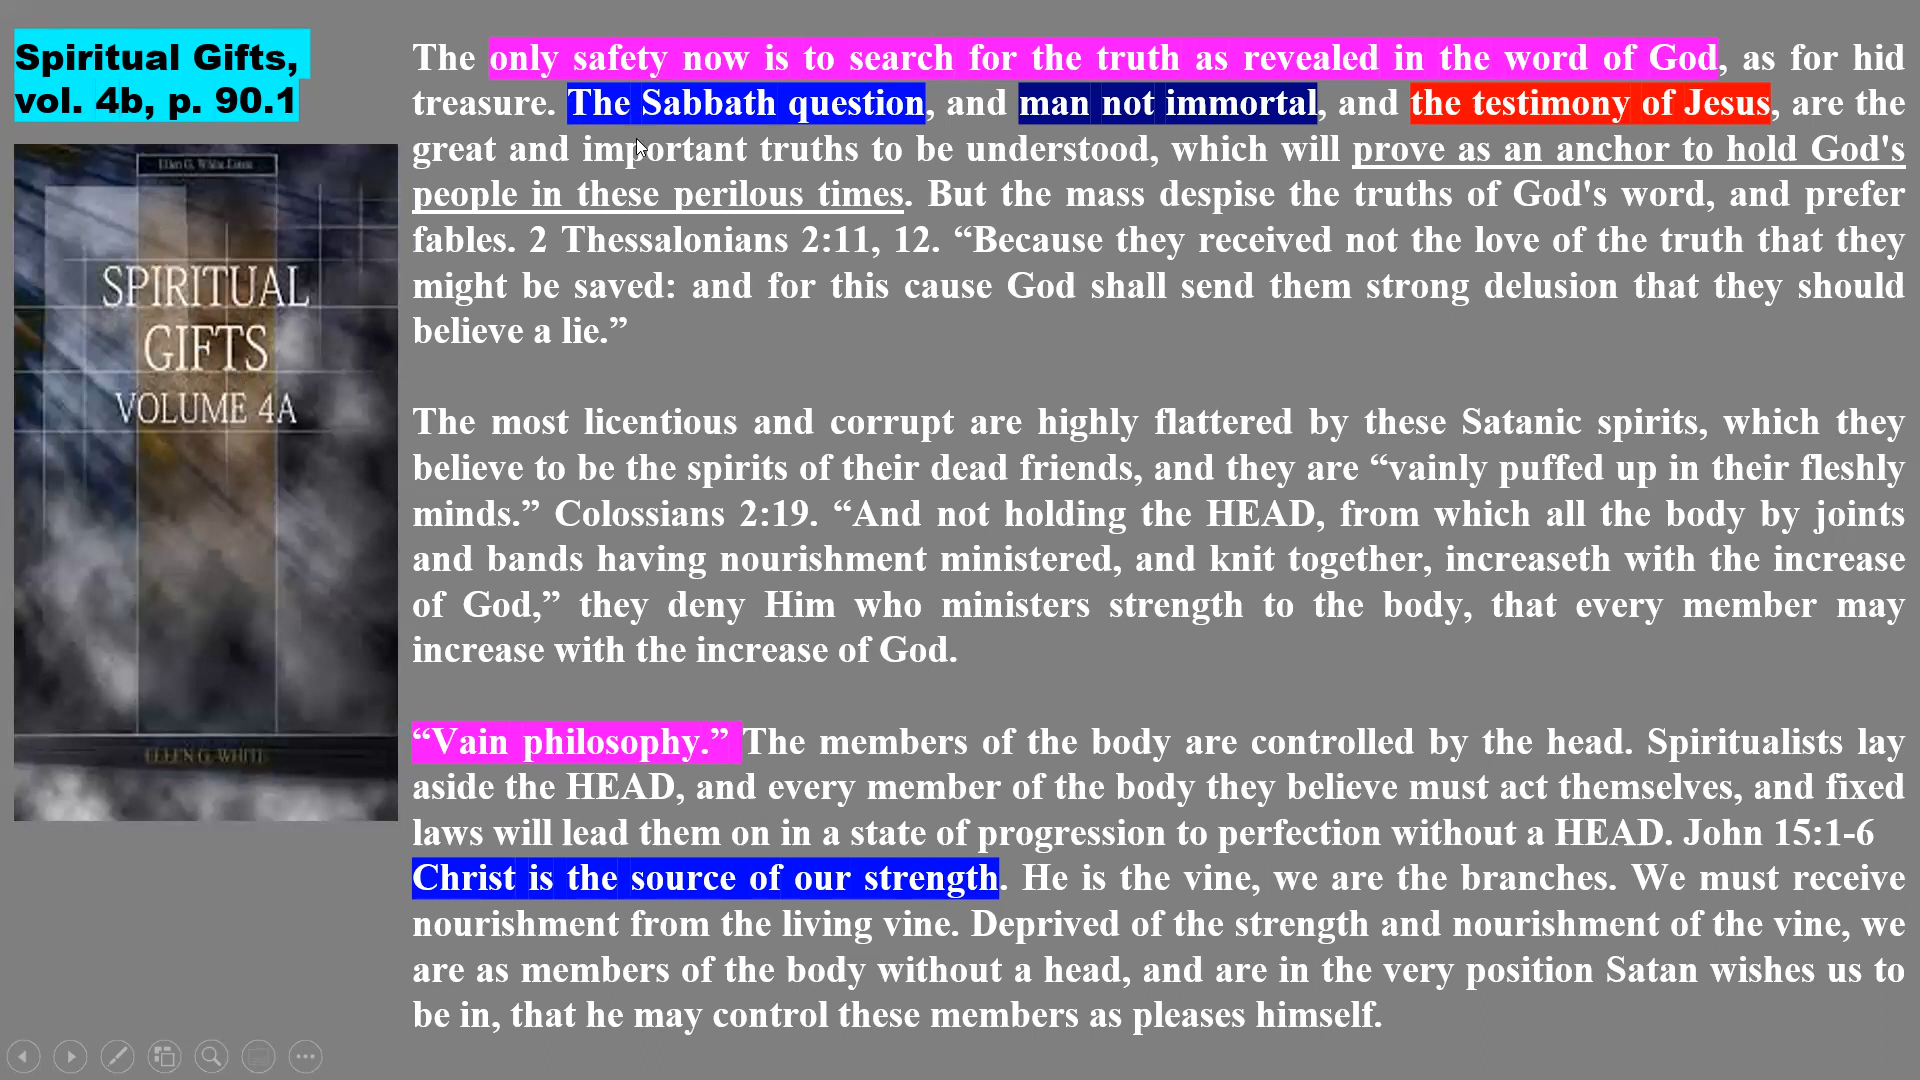 Spiritual Gifts,
vol. 4b, p. 90.1
Ellen G. White Estate
SPIRITUAL
GIFTS
VOLUME 4A
ELLEN G. WHITE
The only safety now is to search for the truth as revealed in the word of God, as for hid
treasure. The Sabbath question, and man not immortal, and the testimony of Jesus, are the
great and important truths to be understood, which will prove as an anchor to hold God's
people in these perilous times. But the mass despise the truths of God's word, and prefer
fables. 2 Thessalonians 2:11, 12. “Because they received not the love of the truth that they
might be saved: and for this cause God shall send them strong delusion that they should
believe a lie.”
The most licentious and corrupt are highly flattered by these Satanic spirits, which they
believe to be the spirits of their dead friends, and they are “vainly puffed up in their fleshly
minds.” Colossians 2:19. “And not holding the HEAD, from which all the body by joints
and bands having nourishment ministered, and knit together, increaseth with the increase
of God,” they deny Him who ministers strength to the body, that every member may
increase with the increase of God.
“Vain philosophy.” The members of the body are controlled by the head. Spiritualists lay
aside the HEAD, and every member of the body they believe must act themselves, and fixed
laws will lead them on in a state of progression to perfection without a HEAD. John 15:1-6
Christ is the source of our strength. He is the vine, we are the branches. We must receive
nourishment from the living vine. Deprived of the strength and nourishment of the vine, we
are as members of the body without a head, and are in the very position Satan wishes us to
be in, that he may control these members as pleases himself.